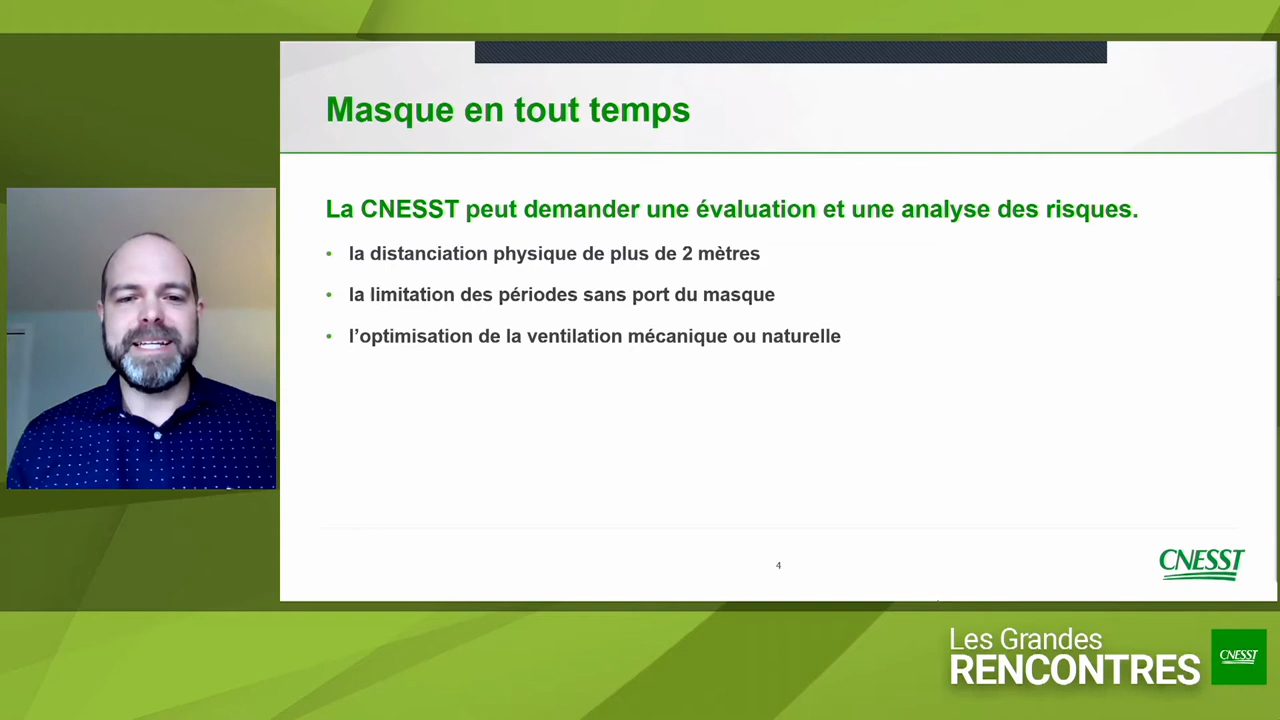 Masque en tout temps
La CNESST peut demander une évaluation et une analyse des risques.
• la distanciation physique de plus de 2 mètres
• la limitation des périodes sans port du masque
• l’optimisation de la ventilation mécanique ou naturelle
4
CNESST
Les Grandes
RENCONTRES
CNESST